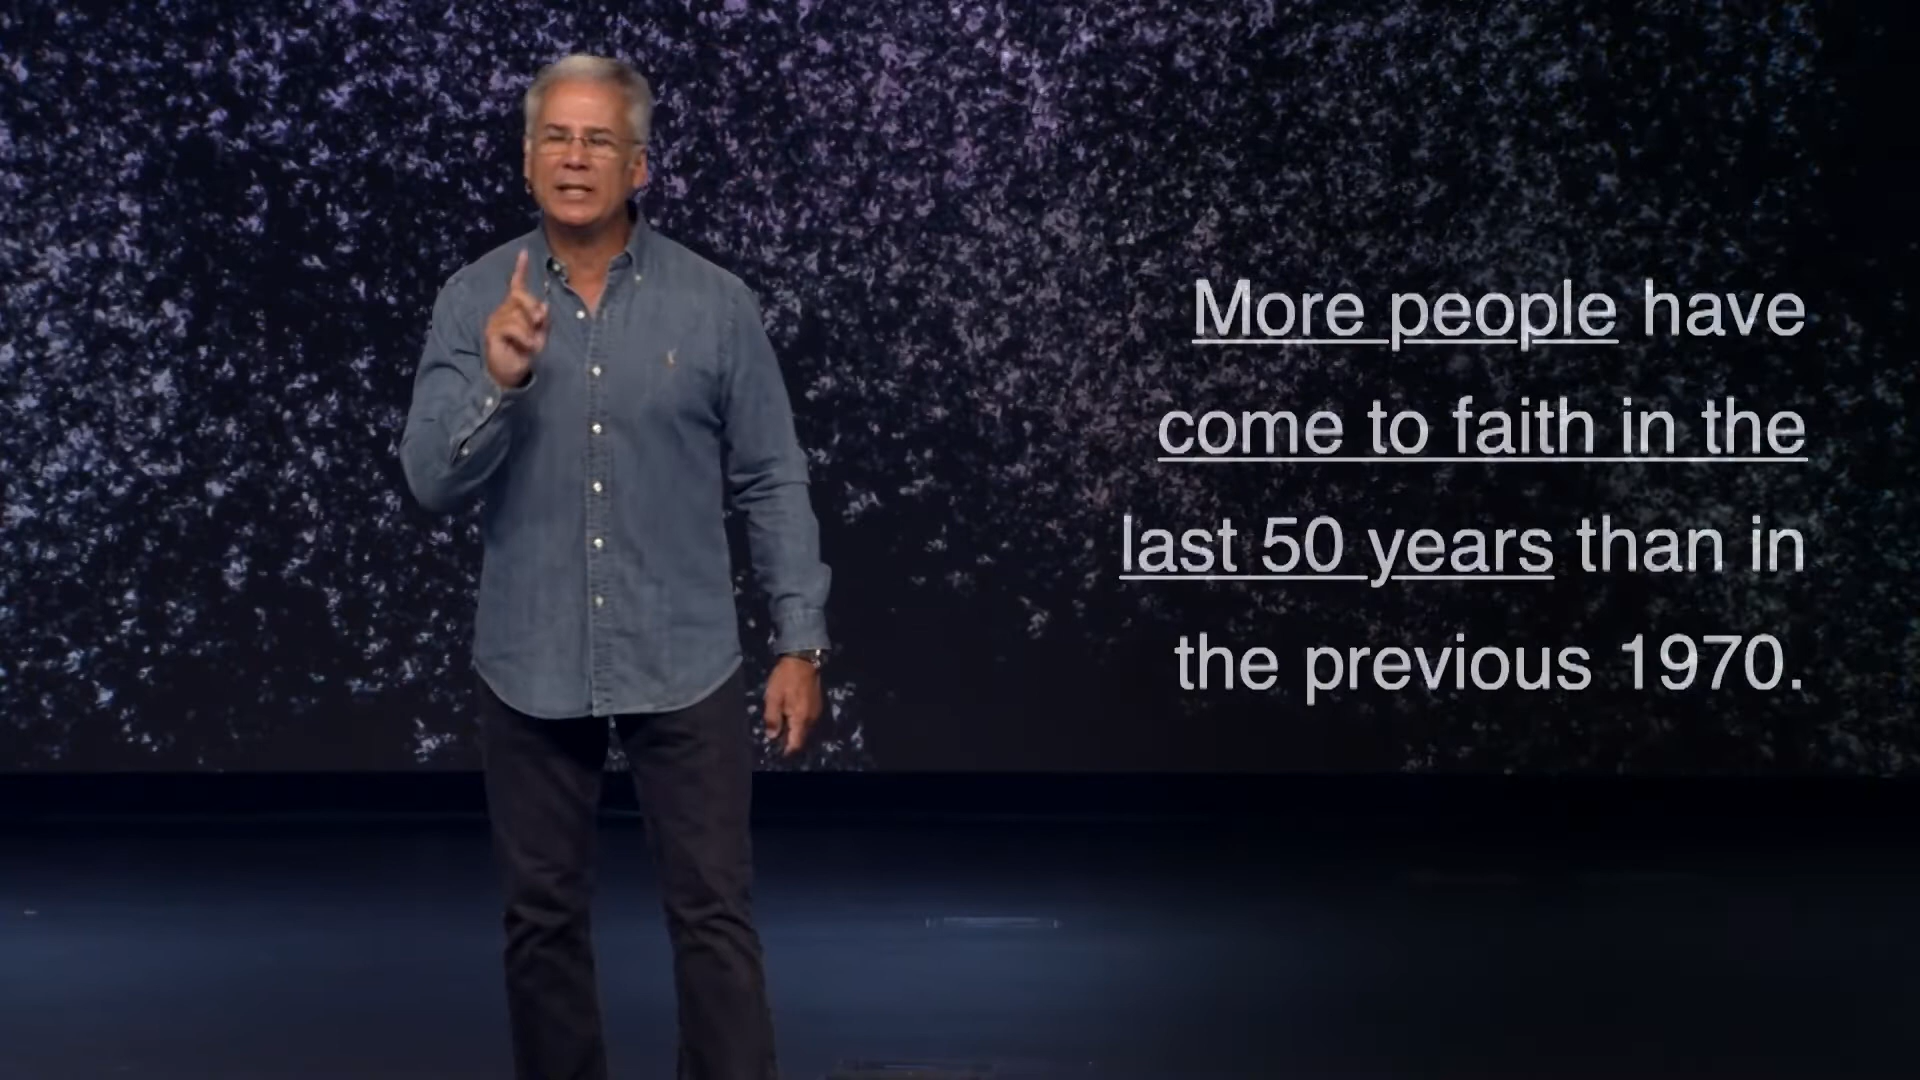 More people have
come to faith in the
last 50 years than in
the previous 1970.